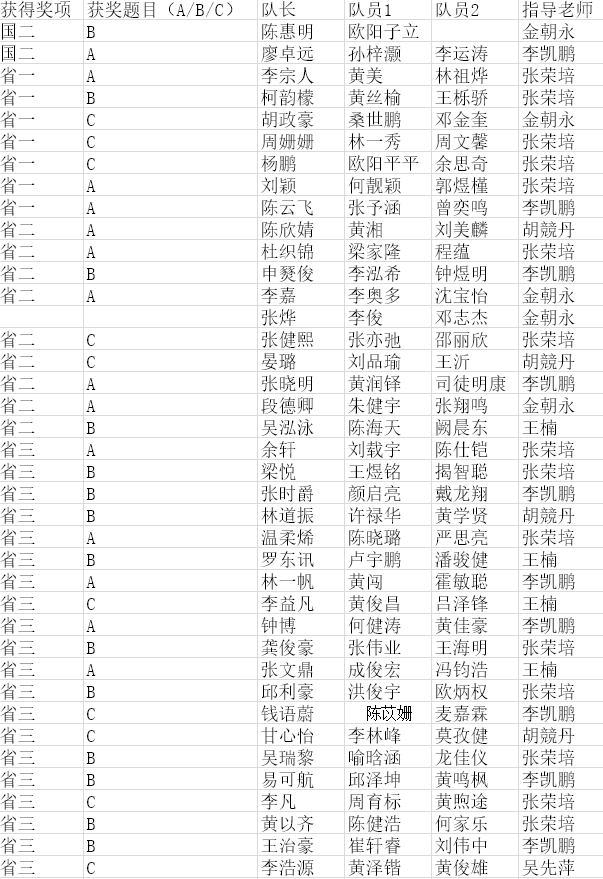 获得奖项 获奖题目（A/B/C） 队长 队员1 队员2 指导老师
国二 B 陈惠明 欧阳子立 金朝永
国二 A 廖卓远 孙梓灏 李运涛 李凯鹏
省一 A 李宗人 黄美 林祖烨 张荣培
省一 B 柯韵檬 黄丝榆 王栎骄 张荣培
省一 C 胡政豪 桑世鹏 邓金奎 金朝永
省一 C 周姗姗 林一秀 周文馨 张荣培
省一 C 杨鹏 欧阳平平 余思奇 张荣培
省一 A 刘颖 何靓颖 郭煜槿 张荣培
省一 A 陈云飞 张予涵 曾奕鸣 李凯鹏
省二 A 陈欣婧 黄湘 刘美麟 胡競丹
省二 A 杜织锦 梁家隆 程蕴 张荣培
省二 B 申燹俊 李泓希 钟煜明 李凯鹏
省二 A 李嘉 李奥多 沈宝怡 金朝永
张烨 李俊 邓志杰 金朝永
省二 C 张健熙 张亦弛 邵丽欣 张荣培
省二 C 晏璐 刘品瑜 王沂 胡競丹
省二 A 张晓明 黄润铎 司徒明康 李凯鹏
省二 A 段德卿 朱健宇 张翔鸣 金朝永
省二 B 吴泓泳 陈海天 阙晨东 王楠
省三 A 余轩 刘载宇 陈仕铠 张荣培
省三 B 梁悦 王煜铭 揭智聪 张荣培
省三 B 张时爵 颜启亮 戴龙翔 李凯鹏
省三 B 林道振 许禄华 黄学贤 胡競丹
省三 A 温柔烯 陈晓璐 严思亮 张荣培
省三 B 罗东讯 卢宇鹏 潘骏健 王楠
省三 A 林一帆 黄闯 霍敏聪 李凯鹏
省三 C 李益凡 黄俊昌 吕泽锋 王楠
省三 A 钟博 何健涛 黄佳豪 李凯鹏
省三 B 龚俊豪 张伟业 王海明 张荣培
省三 A 张文鼎 成俊宏 冯钧浩 王楠
省三 B 邱利豪 洪俊宇 欧炳权 张荣培
省三 C 钱语蔚 陈苡姗 麦嘉霖 李凯鹏
省三 C 甘心怡 李林峰 莫孜健 胡競丹
省三 B 吴瑞黎 喻晗涵 龙佳仪 张荣培
省三 B 易可航 邱泽坤 黄鸣枫 李凯鹏
省三 C 李凡 周育标 黄煦途 张荣培
省三 B 黄以齐 陈健浩 何家乐 张荣培
省三 B 王治豪 崔轩睿 刘伟中 李凯鹏
省三 C 李浩源 黄泽锴 黄俊雄 吴先萍